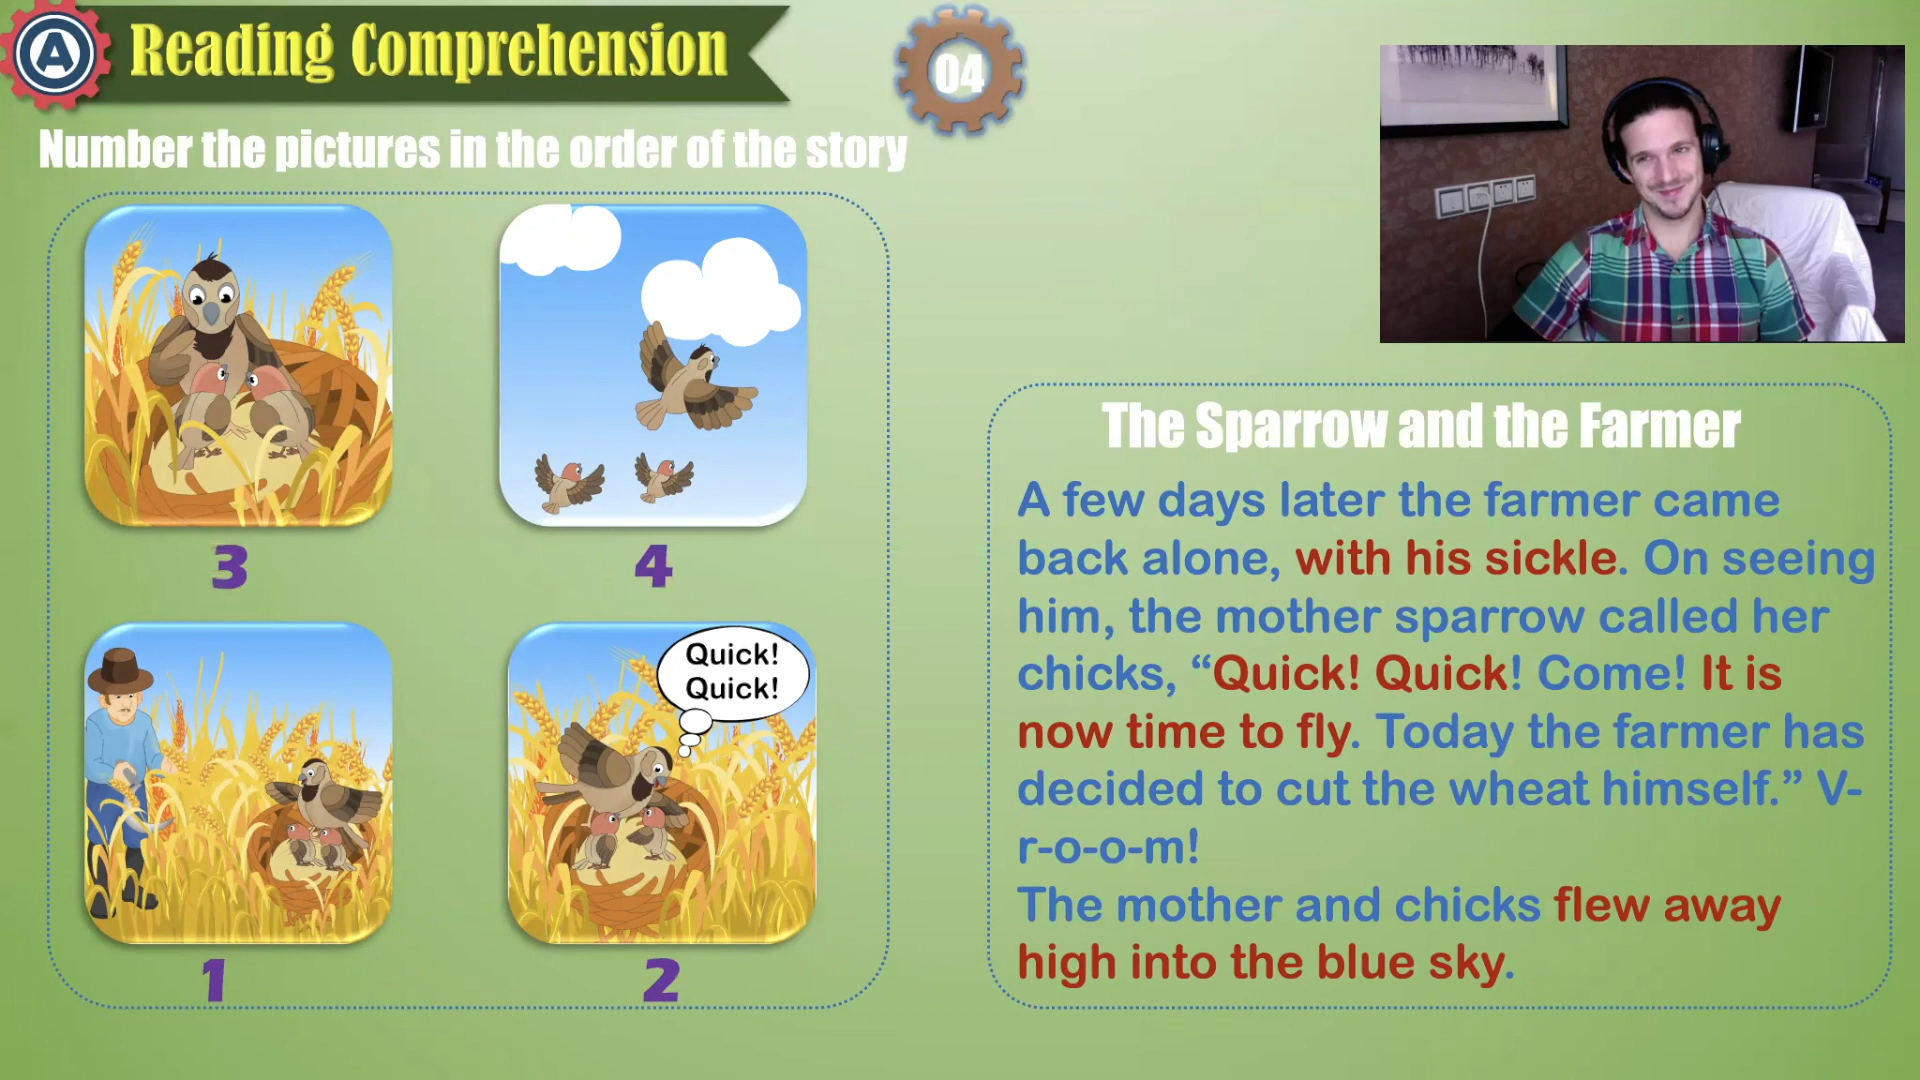 A
Reading Comprehension
04
Number the pictures in the order of the story
3
4
Quick!
Quick!
1
2
The Sparrow and the Farmer
A few days later the farmer came
back alone, with his sickle. On seeing
him, the mother sparrow called her
chicks, “Quick! Quick! Come! It is
now time to fly. Today the farmer has
decided to cut the wheat himself.” V-
r-o-o-m!
The mother and chicks flew away
high into the blue sky.